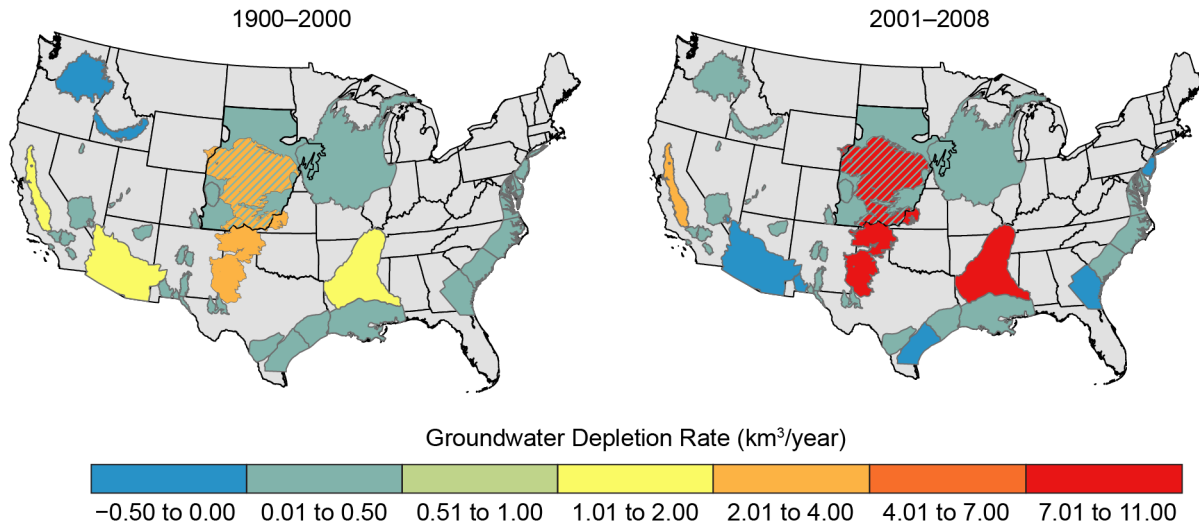 1900–2000
2001–2008
Groundwater Depletion Rate (km³/year)
−0.50 to 0.00 0.01 to 0.50 0.51 to 1.00 1.01 to 2.00 2.01 to 4.00 4.01 to 7.00 7.01 to 11.00